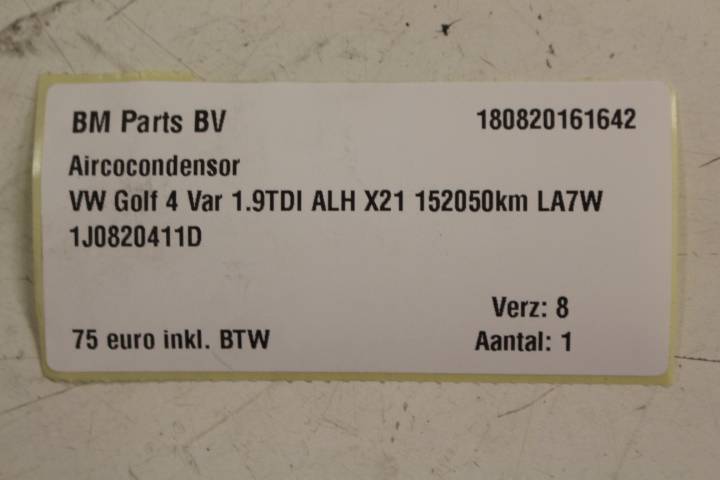 BM Parts BV 180820161642
Aircocondensor
VW Golf 4 Var 1.9TDI ALH X21 152050km LA7W
1J0820411D
Verz: 8
75 euro inkl. BTW Aantal: 1